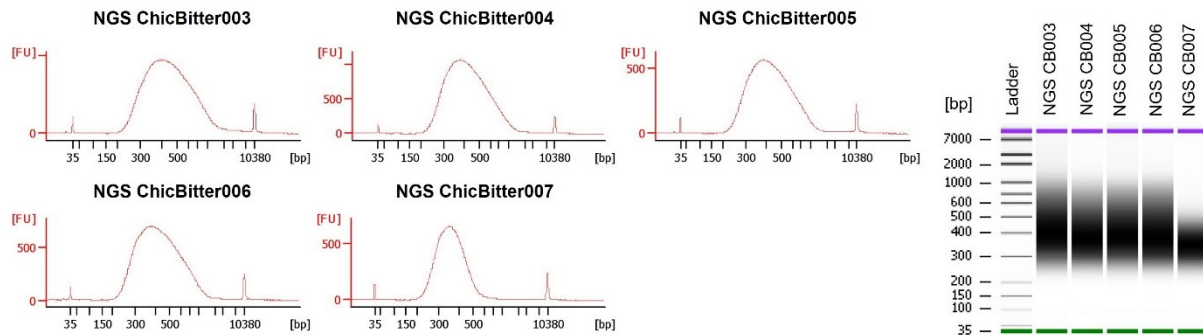 NGS ChicBitter003
[FU]
0
35 150 300 500 10380 [bp]
NGS ChicBitter004
[FU]
500
0
35 150 300 500 10380 [bp]
NGS ChicBitter005
[FU]
500
0
35 150 300 500 10380 [bp]
NGS ChicBitter006
[FU]
500
0
35 150 300 500 10380 [bp]
NGS ChicBitter007
[FU]
500
0
35 150 300 500 10380 [bp]
[bp]
Ladder
NGS CB003
NGS CB004
NGS CB005
NGS CB006
NGS CB007
7000
2000
1000
600
500
400
300
200
150
100
35